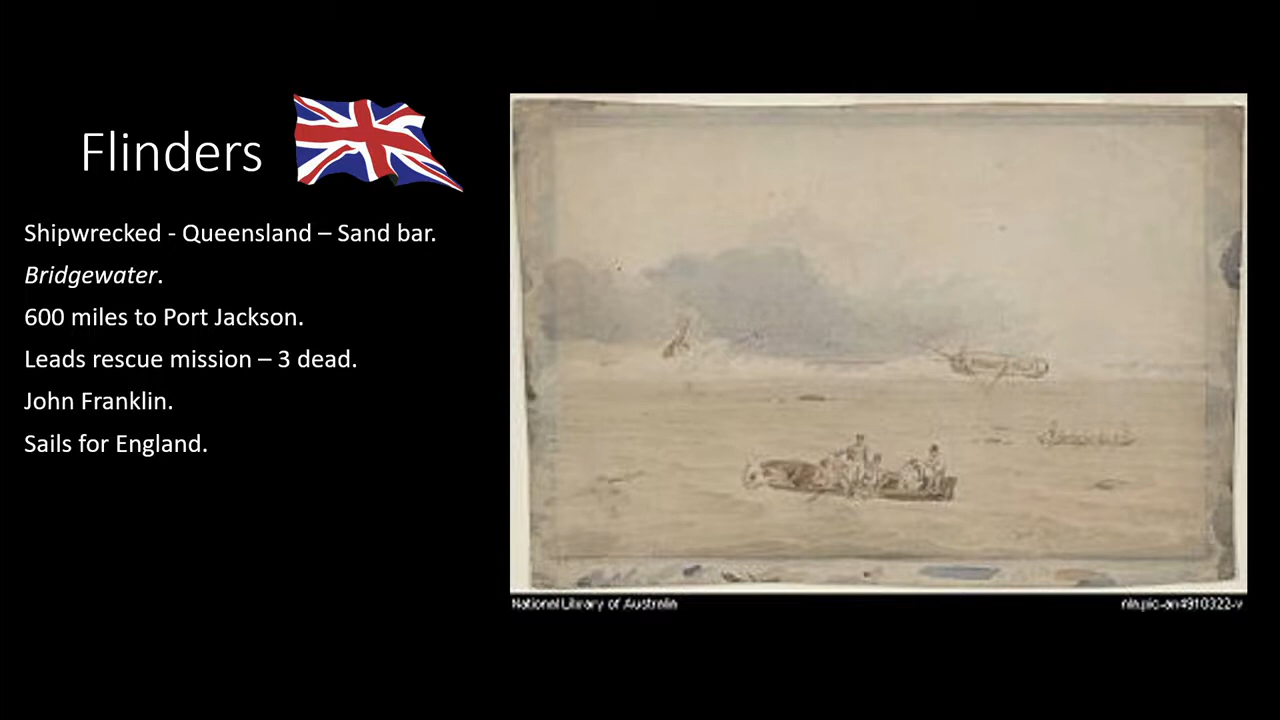 Flinders
Shipwrecked - Queensland – Sand bar.
Bridgewater.
600 miles to Port Jackson.
Leads rescue mission – 3 dead.
John Franklin.
Sails for England.
National Library of Australia
nla.pic-an4910322-v